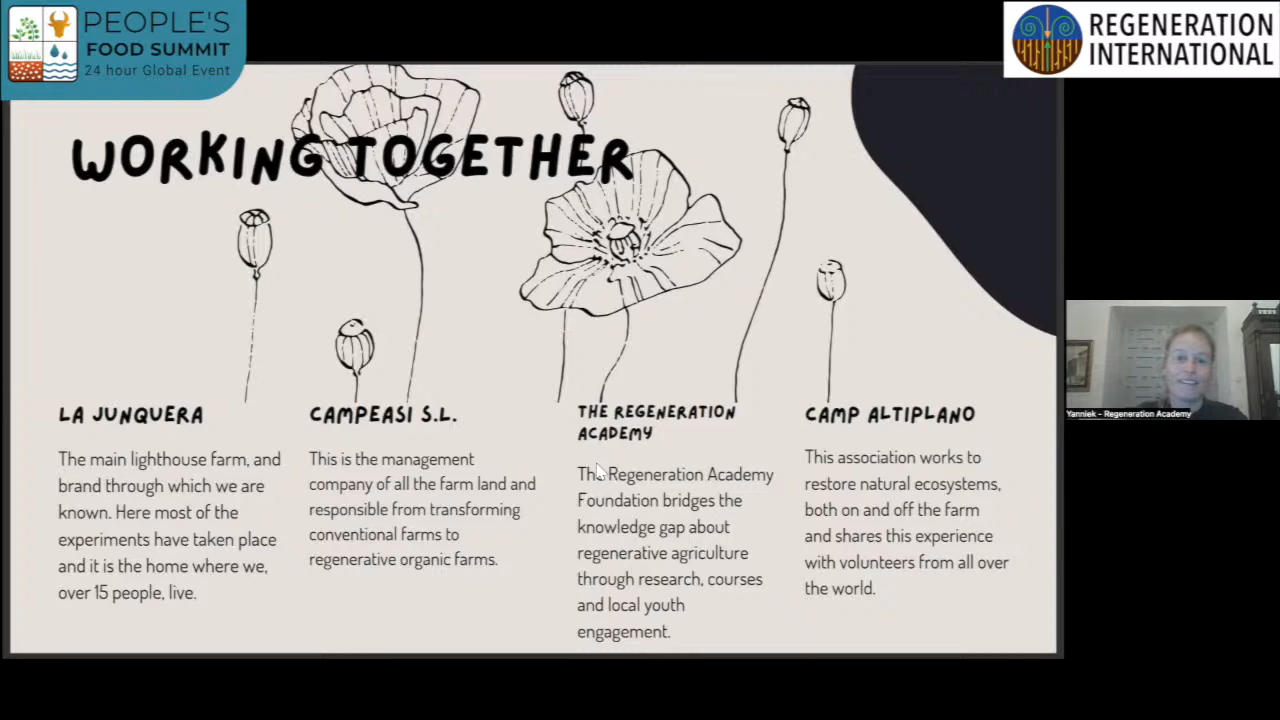 PEOPLE'S
FOOD SUMMIT
24 hour Global Event
REGENERATION
INTERNATIONAL
WORKING TOGETHER
LA JUNQUERA
The main lighthouse farm, and
brand through which we are
known. Here most of the
experiments have taken place
and it is the home where we,
over 15 people, live.
CAMPEASI S.L.
This is the management
company of all the farm land and
responsible from transforming
conventional farms to
regenerative organic farms.
THE REGENERATION
ACADEMY
The Regeneration Academy
Foundation bridges the
knowledge gap about
regenerative agriculture
through research, courses
and local youth
engagement.
CAMP ALTIPLANO
This association works to
restore natural ecosystems,
both on and off the farm
and shares this experience
with volunteers from all over
the world.
Yanniek - Regeneration Academy